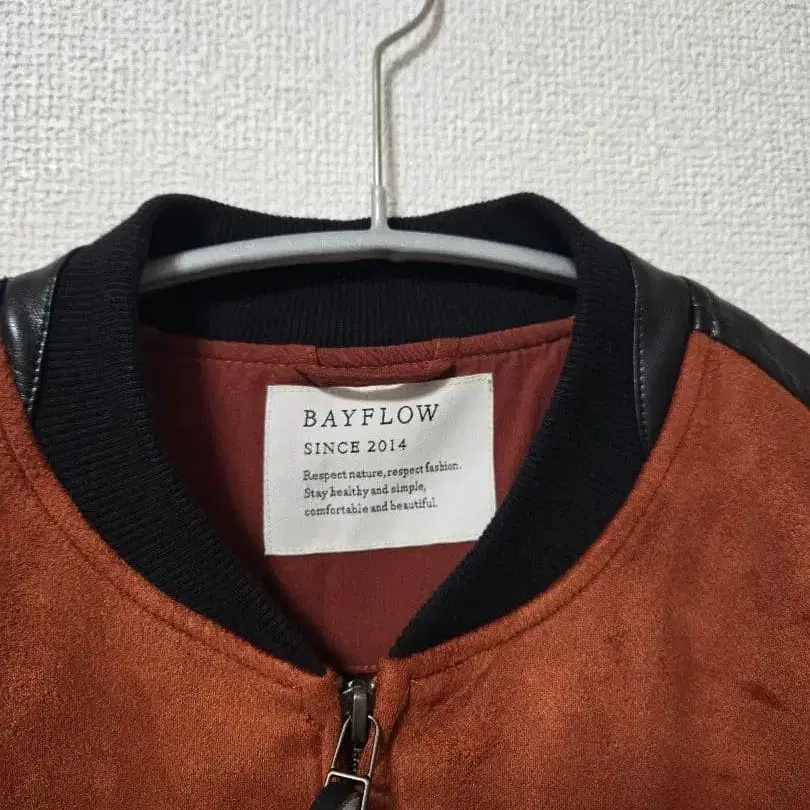 BAYFLOW
SINCE 2014
Respect nature,respect fashion.
Stay healthy and simple,
comfortable and beautiful.